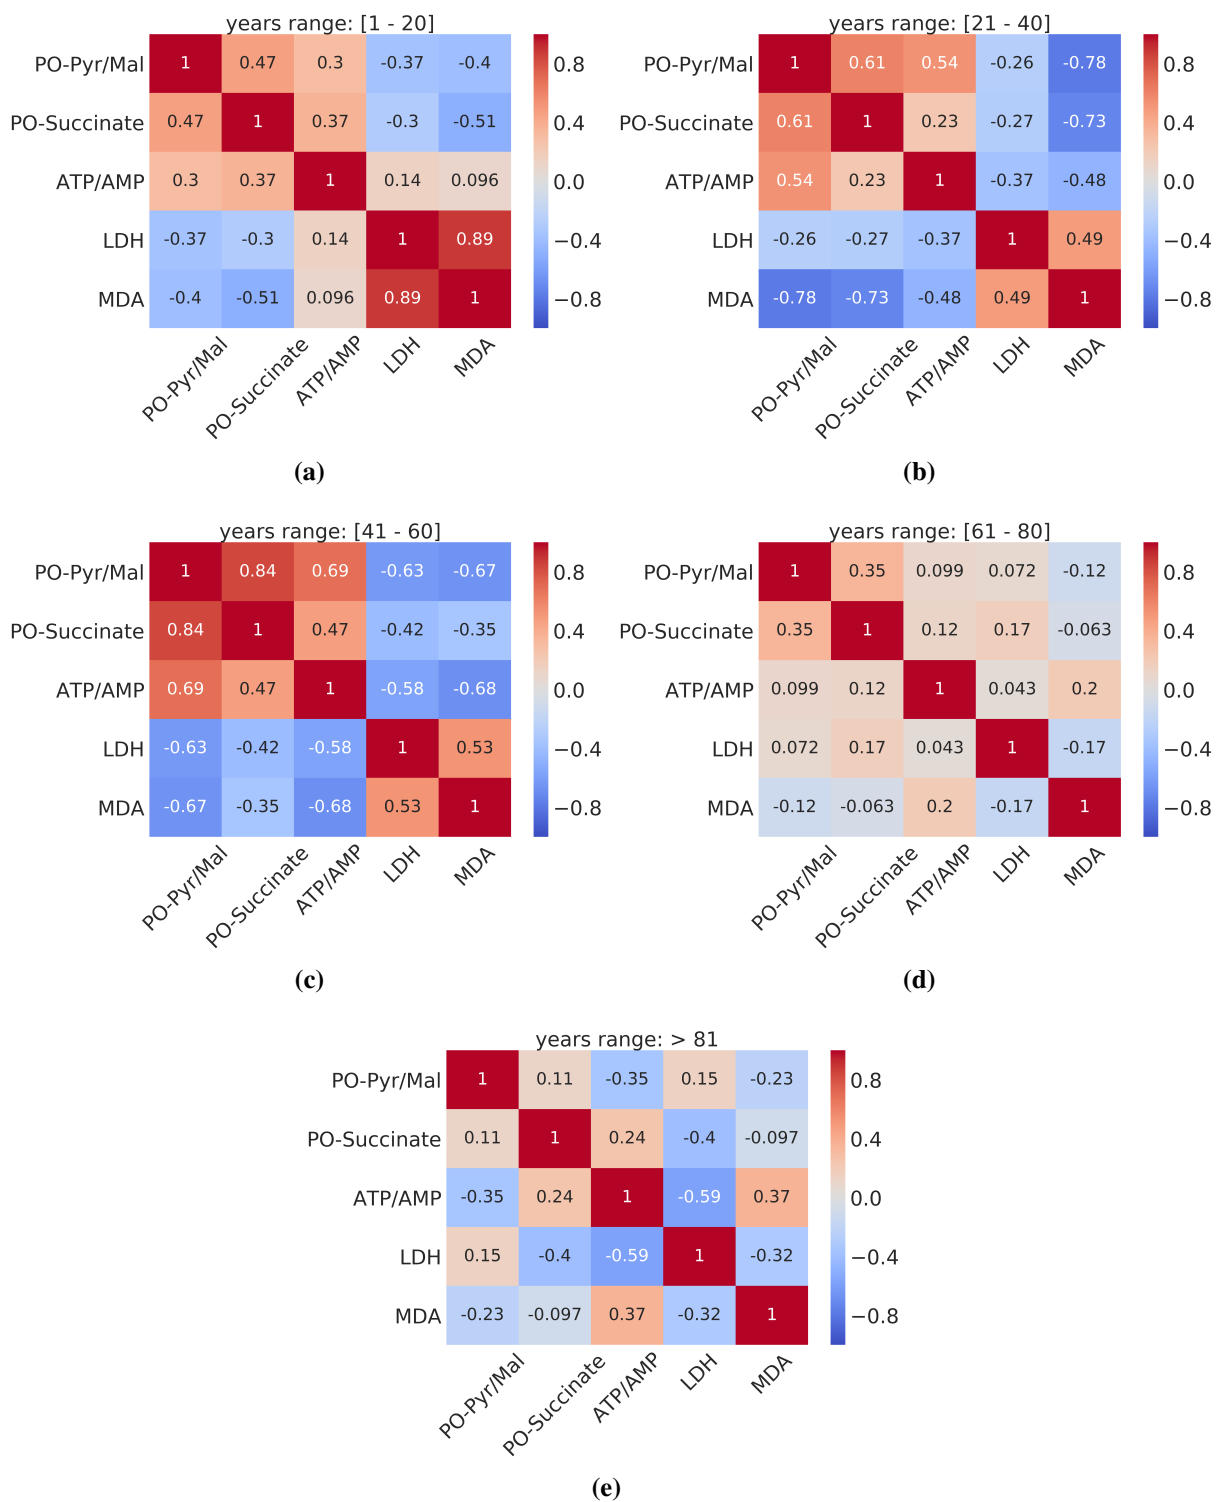 years range: [1 - 20]
PO-Pyr/Mal 1 0.47 0.3 -0.37 -0.4 0.8
PO-Succinate 0.47 1 0.37 -0.3 -0.51 0.4
ATP/AMP 0.3 0.37 1 0.14 0.096 0.0
LDH -0.37 -0.3 0.14 1 0.89 −0.4
MDA -0.4 -0.51 0.096 0.89 1 −0.8
PO-Pyr/Mal PO-Succinate ATP/AMP LDH MDA
(a)
years range: [21 - 40]
PO-Pyr/Mal 1 0.61 0.54 -0.26 -0.78 0.8
PO-Succinate 0.61 1 0.23 -0.27 -0.73 0.4
ATP/AMP 0.54 0.23 1 -0.37 -0.48 0.0
LDH -0.26 -0.27 -0.37 1 0.49 −0.4
MDA -0.78 -0.73 -0.48 0.49 1 −0.8
PO-Pyr/Mal PO-Succinate ATP/AMP LDH MDA
(b)
years range: [41 - 60]
PO-Pyr/Mal 1 0.84 0.69 -0.63 -0.67 0.8
PO-Succinate 0.84 1 0.47 -0.42 -0.35 0.4
ATP/AMP 0.69 0.47 1 -0.58 -0.68 0.0
LDH -0.63 -0.42 -0.58 1 0.53 −0.4
MDA -0.67 -0.35 -0.68 0.53 1 −0.8
PO-Pyr/Mal PO-Succinate ATP/AMP LDH MDA
(c)
years range: [61 - 80]
PO-Pyr/Mal 1 0.35 0.099 0.072 -0.12 0.8
PO-Succinate 0.35 1 0.12 0.17 -0.063 0.4
ATP/AMP 0.099 0.12 1 0.043 0.2 0.0
LDH 0.072 0.17 0.043 1 -0.17 −0.4
MDA -0.12 -0.063 0.2 -0.17 1 −0.8
PO-Pyr/Mal PO-Succinate ATP/AMP LDH MDA
(d)
years range: > 81
PO-Pyr/Mal 1 0.11 -0.35 0.15 -0.23 0.8
PO-Succinate 0.11 1 0.24 -0.4 -0.097 0.4
ATP/AMP -0.35 0.24 1 -0.59 0.37 0.0
LDH 0.15 -0.4 -0.59 1 -0.32 −0.4
MDA -0.23 -0.097 0.37 -0.32 1 −0.8
PO-Pyr/Mal PO-Succinate ATP/AMP LDH MDA
(e)